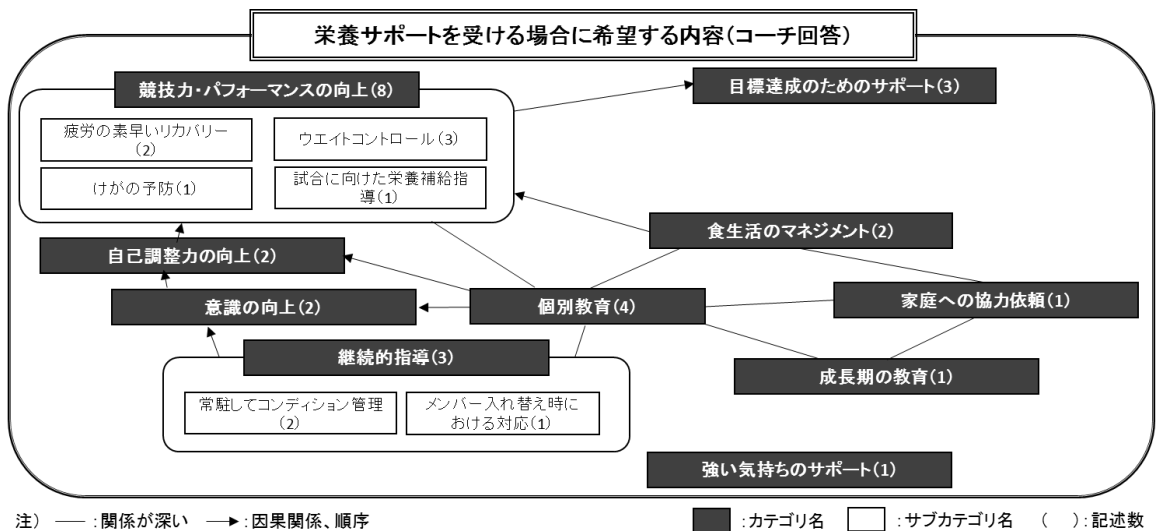 栄養サポートを受ける場合に希望する内容(コーチ回答)
競技力・パフォーマンスの向上(8)
目標達成のためのサポート(3)
疲労の素早いリカバリー
(2)
ウエイトコントロール(3)
けがの予防(1)
試合に向けた栄養補給指
導(1)
食生活のマネジメント(2)
自己調整力の向上(2)
意識の向上(2)
個別教育(4)
家庭への協力依頼(1)
継続的指導(3)
成長期の教育(1)
常駐してコンディション管理
(2)
メンバー入れ替え時に
おける対応(1)
強い気持ちのサポート(1)
注) ── :関係が深い ─→ :因果関係、順序
:カテゴリ名 :サブカテゴリ名 ( ):記述数